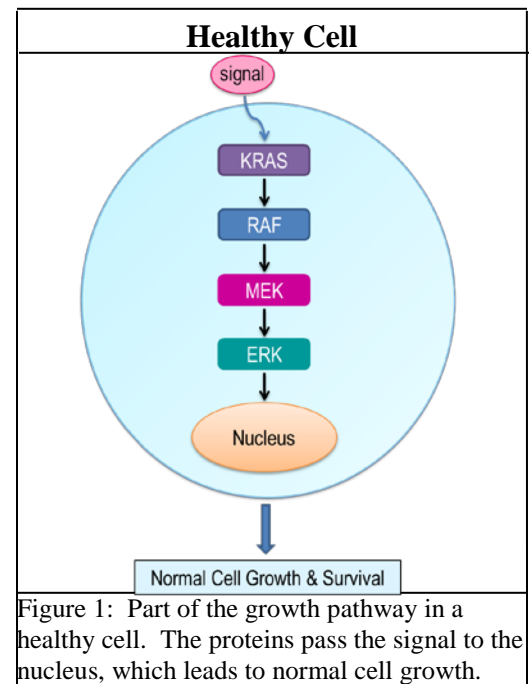 Healthy Cell
signal
KRAS
RAF
MEK
ERK
Nucleus
Normal Cell Growth & Survival
Figure 1:  Part of the growth pathway in a
healthy cell.  The proteins pass the signal to the
nucleus, which leads to normal cell growth.